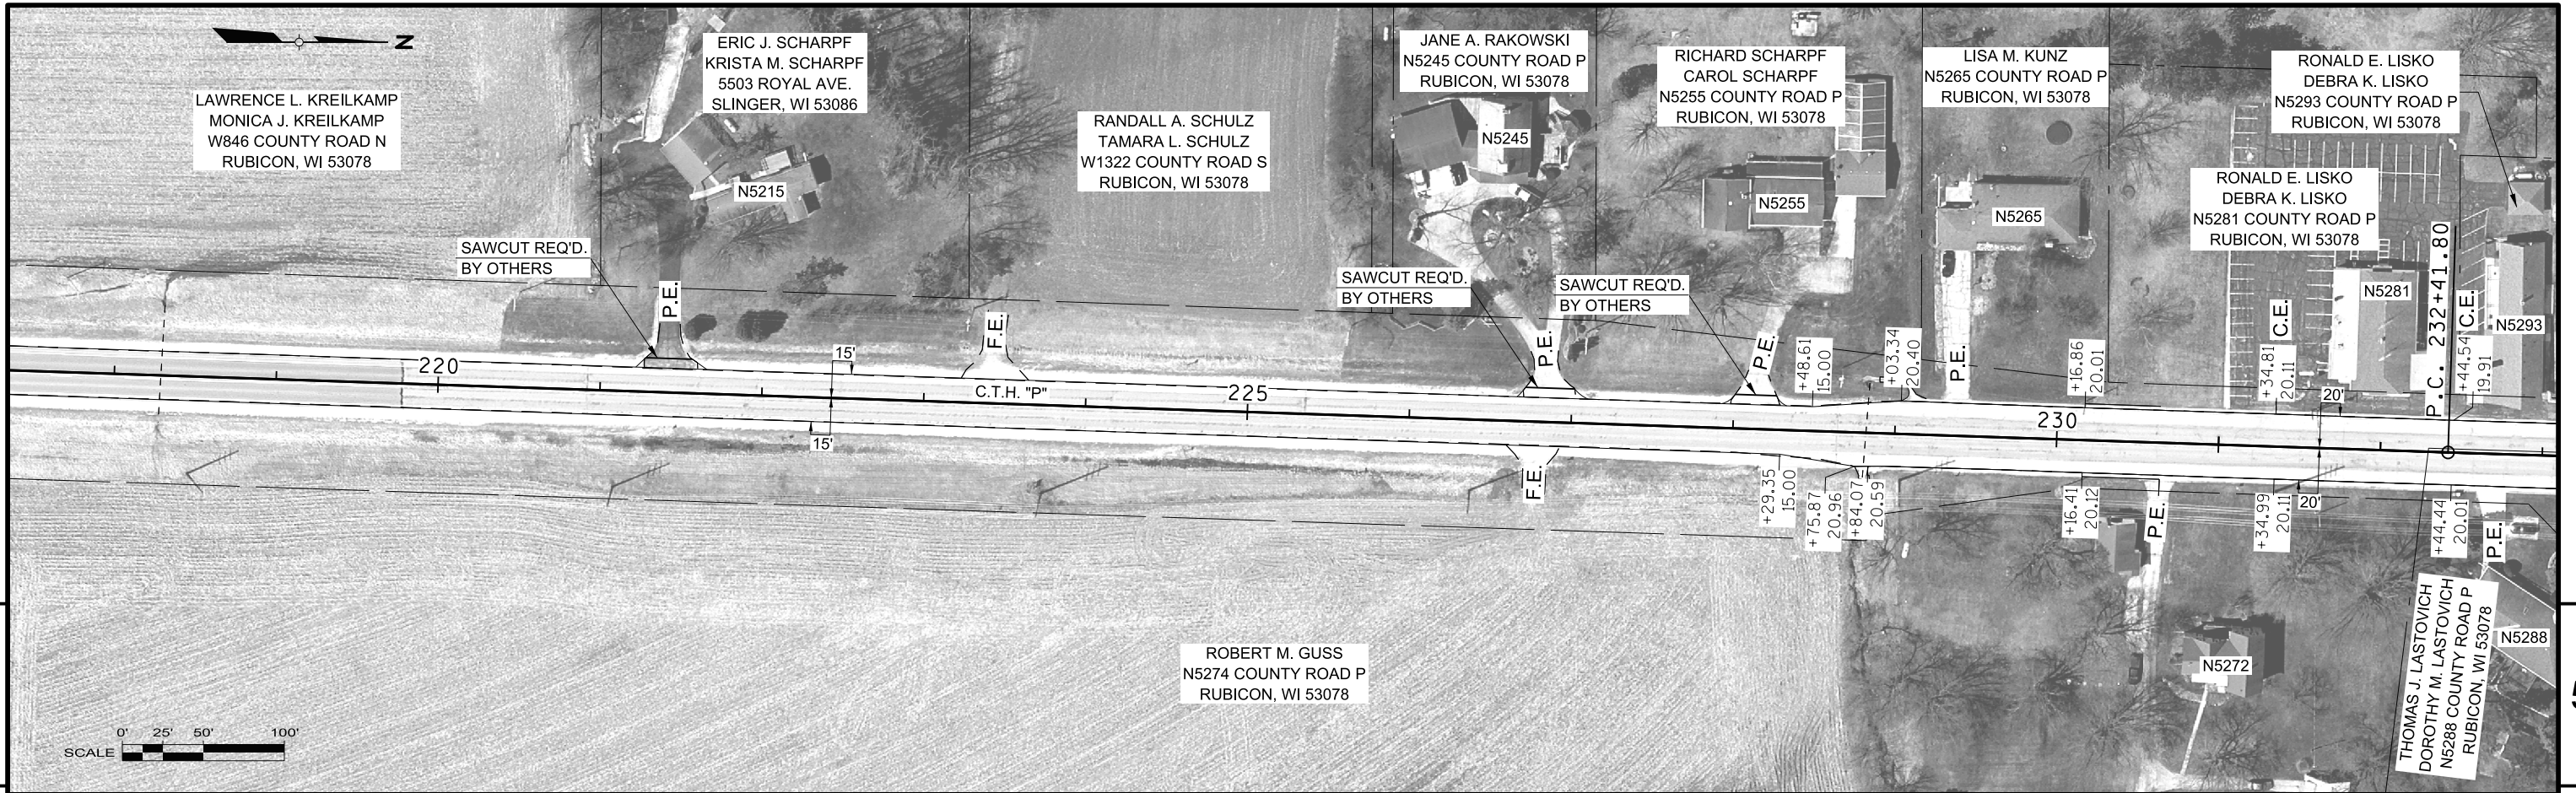 N
LAWRENCE L. KREILKAMP
MONICA J. KREILKAMP
W846 COUNTY ROAD N
RUBICON, WI 53078
ERIC J. SCHARPF
KRISTA M. SCHARPF
5503 ROYAL AVE.
SLINGER, WI 53086
N5215
RANDALL A. SCHULZ
TAMARA L. SCHULZ
W1322 COUNTY ROAD S
RUBICON, WI 53078
JANE A. RAKOWSKI
N5245 COUNTY ROAD P
RUBICON, WI 53078
N5245
RICHARD SCHARPF
CAROL SCHARPF
N5255 COUNTY ROAD P
RUBICON, WI 53078
N5255
LISA M. KUNZ
N5265 COUNTY ROAD P
RUBICON, WI 53078
N5265
RONALD E. LISKO
DEBRA K. LISKO
N5293 COUNTY ROAD P
RUBICON, WI 53078
RONALD E. LISKO
DEBRA K. LISKO
N5281 COUNTY ROAD P
RUBICON, WI 53078
N5281
N5293
SAWCUT REQ'D.
BY OTHERS
P.E.
F.E.
SAWCUT REQ'D.
BY OTHERS
P.E.
SAWCUT REQ'D.
BY OTHERS
P.E.
+48.61
15.00
+03.34
20.40
P.E.
+16.86
20.01
+34.81
20.11
C.E.
P.C. 232+41.80
C.E.
+44.54
19.91
220
15'
C.T.H. "P"
225
230
20'
15'
F.E.
+29.35
15.00
+75.87
20.96
+84.07
20.59
+16.41
20.12
P.E.
+34.99
20.11
20'
+44.44
20.01
P.E.
ROBERT M. GUSS
N5274 COUNTY ROAD P
RUBICON, WI 53078
N5272
THOMAS J. LASTOVICH
DOROTHY M. LASTOVICH
N5288 COUNTY ROAD P
RUBICON, WI 53078
N5288
SCALE
0' 25' 50' 100'